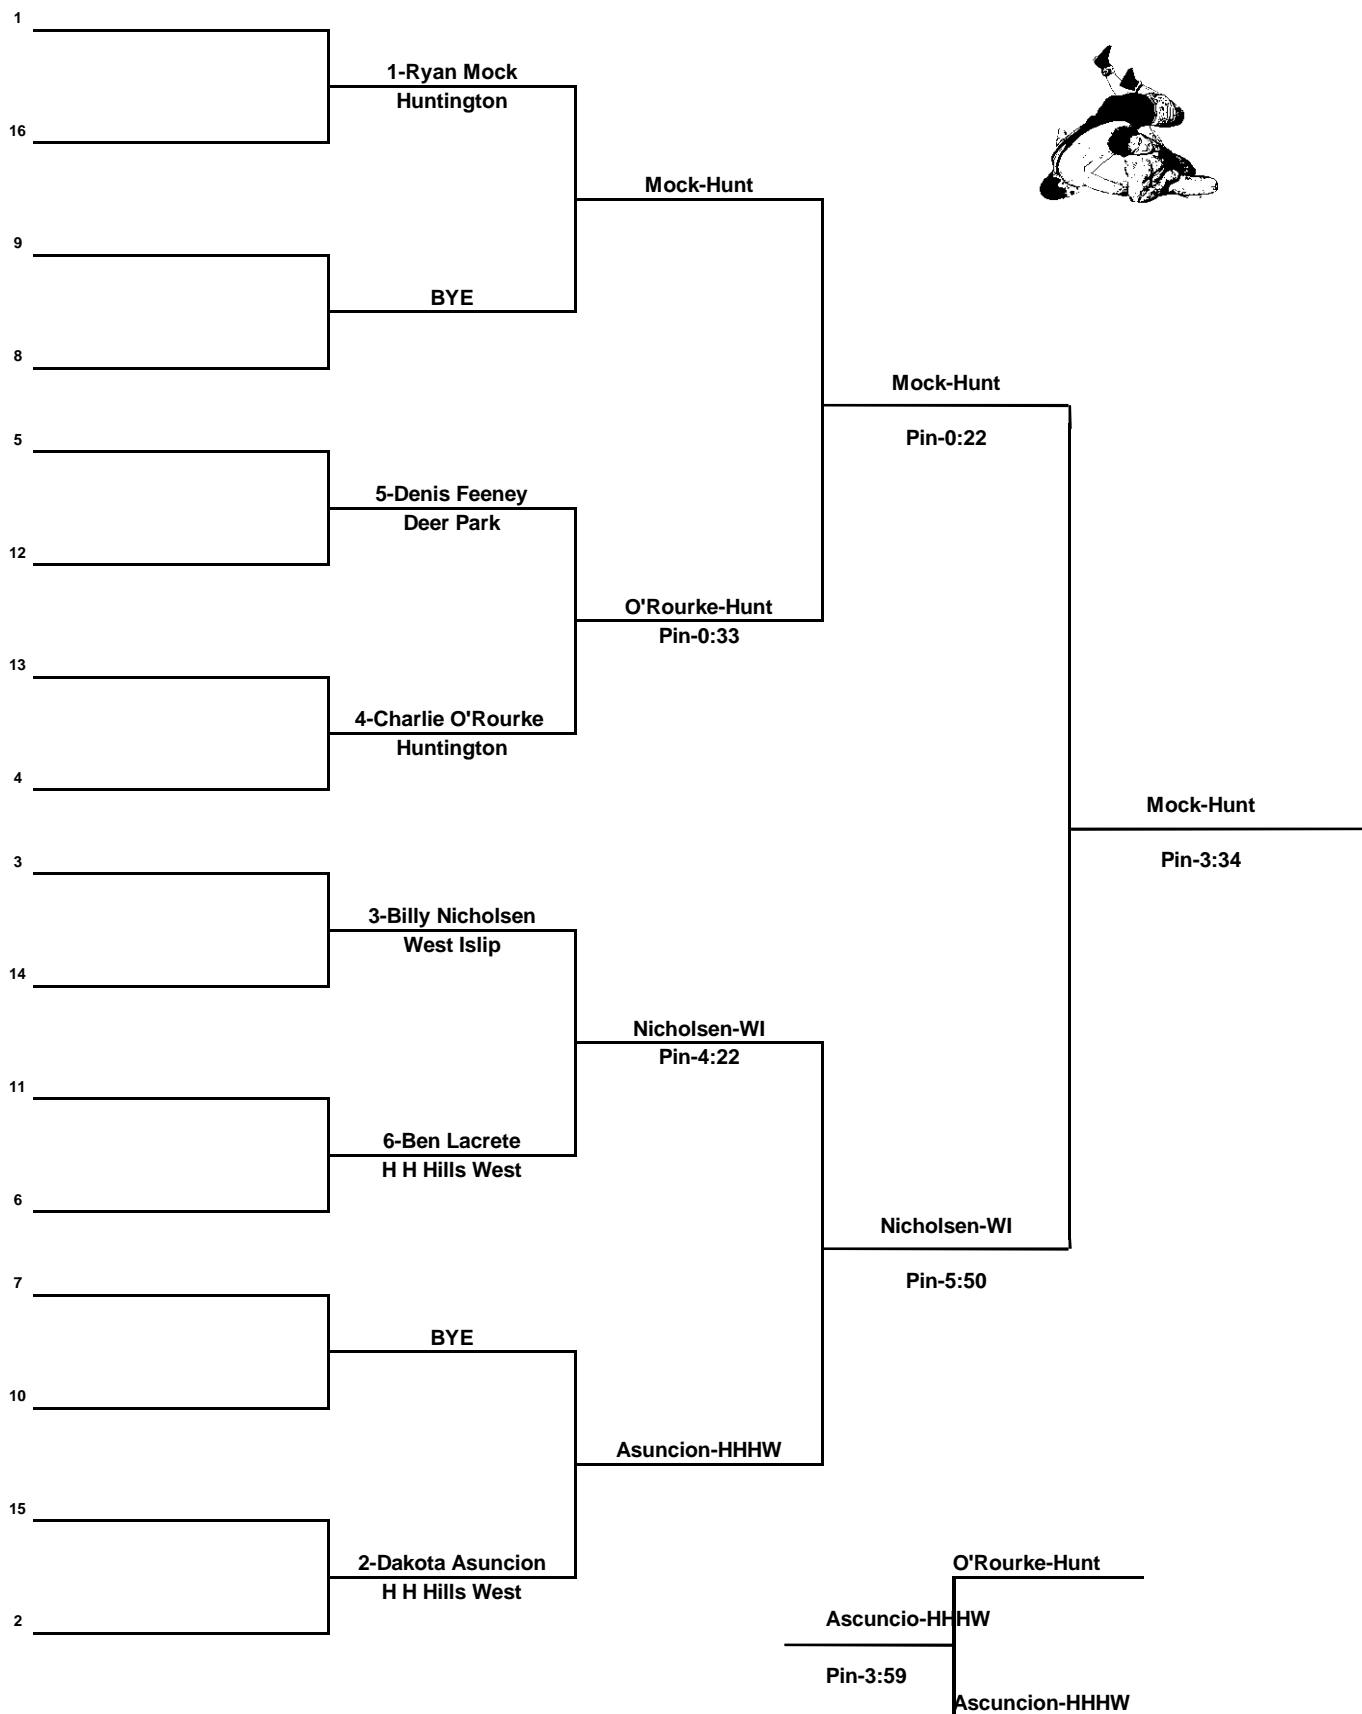 1
1-Ryan Mock
Huntington
16
Mock-Hunt
9
BYE
8
Mock-Hunt
Pin-0:22
5
5-Denis Feeney
Deer Park
12
O'Rourke-Hunt
Pin-0:33
13
4-Charlie O'Rourke
Huntington
4
Mock-Hunt
Pin-3:34
3
3-Billy Nicholsen
West Islip
14
Nicholsen-WI
Pin-4:22
11
6-Ben Lacrete
H H Hills West
6
Nicholsen-WI
Pin-5:50
7
BYE
10
Asuncion-HHHW
15
2-Dakota Asuncion
H H Hills West
2
O'Rourke-Hunt
Ascuncio-HHHW
Pin-3:59
Ascuncion-HHHW